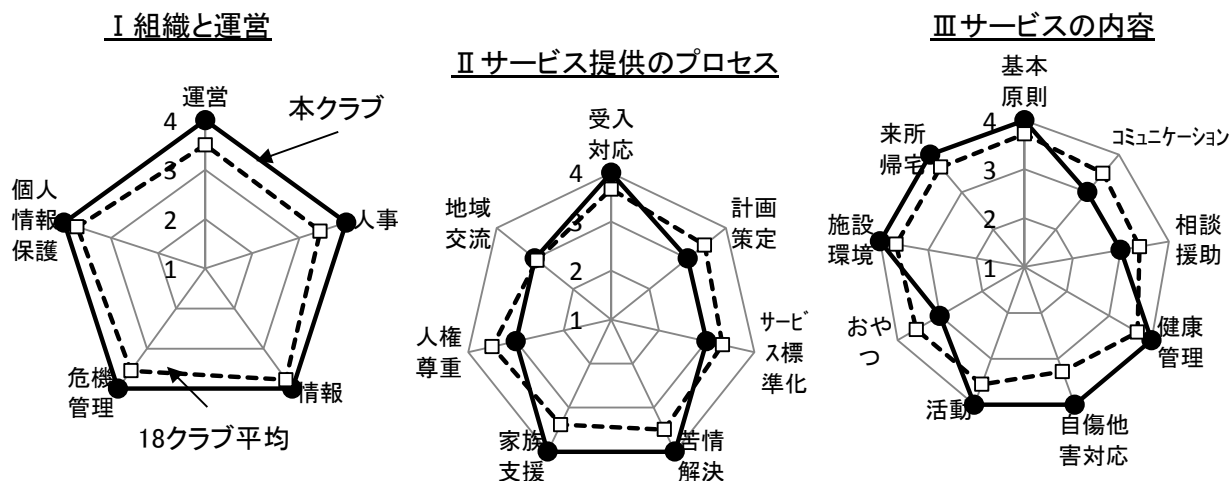 Ⅰ 組織と運営
運営
4
3
2
1
本クラブ
個人
情報
保護
人事
危機
管理
情報
18クラブ平均
Ⅱ サービス提供のプロセス
受入
対応
4
3
2
1
地域
交流
計画
策定
人権
尊重
サービ
ス標
準化
家族
支援
苦情
解決
Ⅲサービスの内容
基本
原則
4
3
2
1
来所
帰宅
コミュニケーション
施設
環境
相談
援助
おや
つ
健康
管理
活動
自傷他
害対応